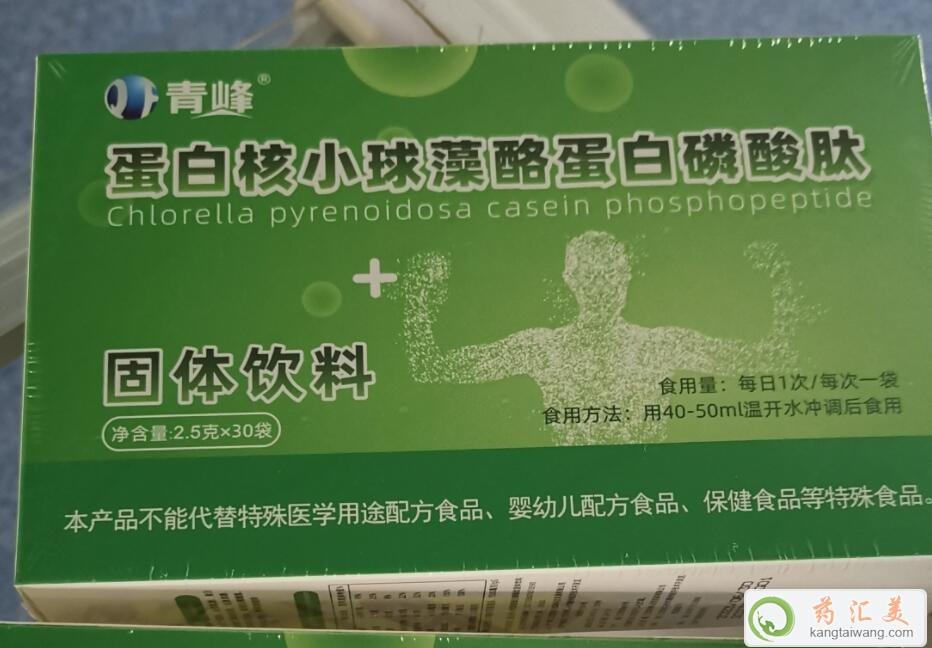 青峰®
蛋白核小球藻酪蛋白磷酸肽
Chlorella pyrenoidosa casein phosphopeptide
+
固体饮料
净含量:2.5克×30袋
食用量：每日1次/每次一袋
食用方法：用40-50ml温开水冲调后食用
本产品不能代替特殊医学用途配方食品、婴幼儿配方食品、保健食品等特殊食品。
药汇美
kangtaiwang.com